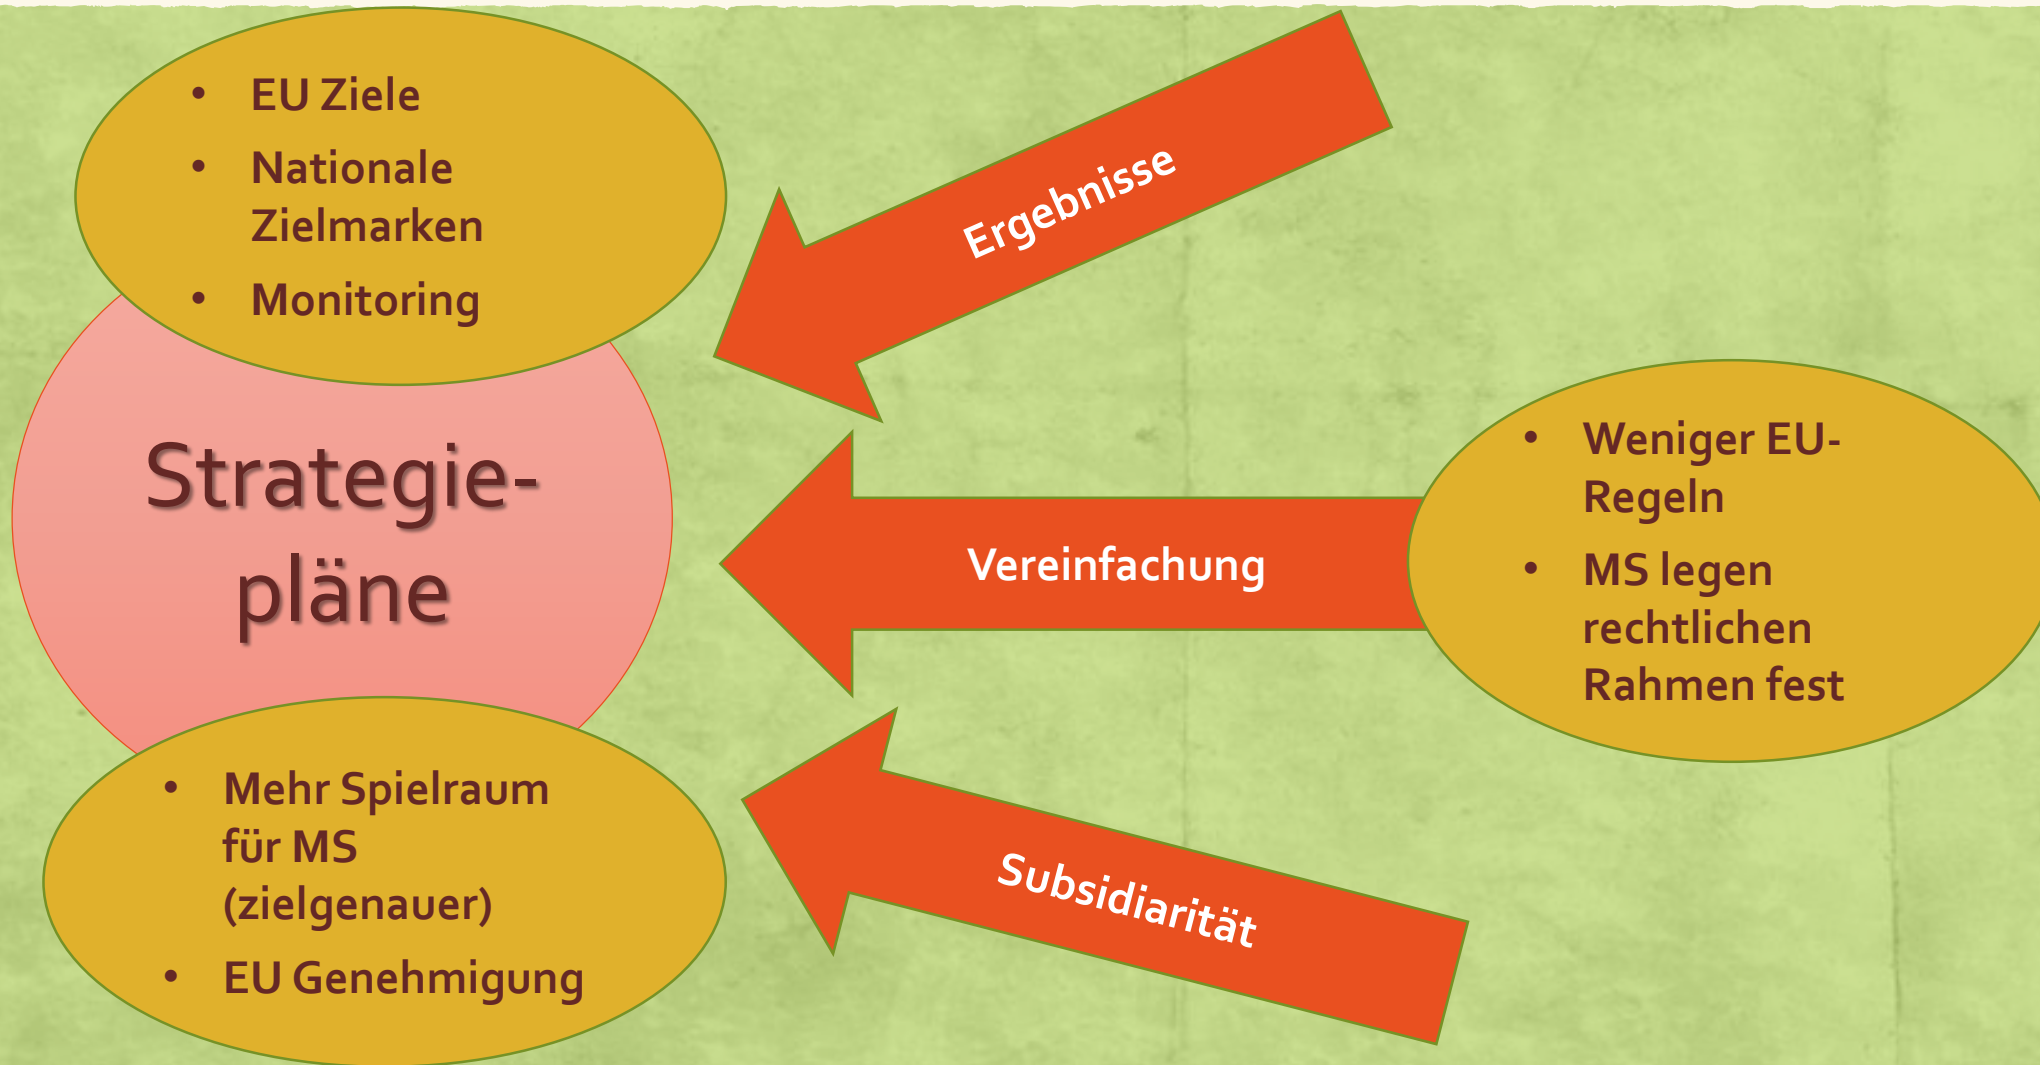 • EU Ziele
• Nationale
Zielmarken
• Monitoring
Ergebnisse
Strategie-
pläne
Vereinfachung
• Weniger EU-
Regeln
• MS legen
rechtlichen
Rahmen fest
• Mehr Spielraum
für MS
(zielgenauer)
• EU Genehmigung
Subsidiarität